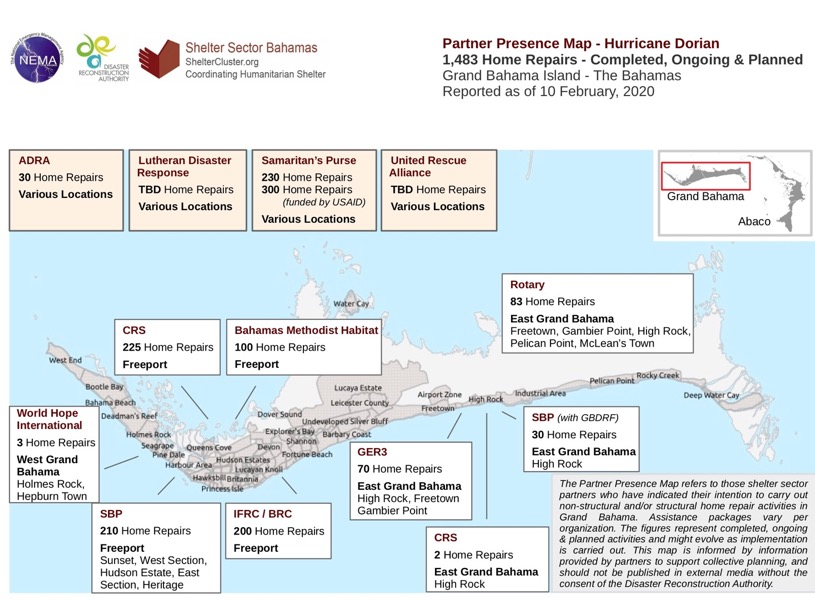 NEMA
DISASTER
RECONSTRUCTION
AUTHORITY
Shelter Sector Bahamas
ShelterCluster.org
Coordinating Humanitarian Shelter
Partner Presence Map - Hurricane Dorian
1,483 Home Repairs - Completed, Ongoing & Planned
Grand Bahama Island - The Bahamas
Reported as of 10 February, 2020
ADRA
30 Home Repairs
Various Locations
Lutheran Disaster
Response
TBD Home Repairs
Various Locations
Samaritan's Purse
230 Home Repairs
300 Home Repairs
(funded by USAID)
Various Locations
United Rescue
Alliance
TBD Home Repairs
Various Locations
Grand Bahama
Abaco
Rotary
83 Home Repairs
East Grand Bahama
Freetown, Gambier Point, High Rock,
Pelican Point, McLean's Town
Water Cay
CRS
225 Home Repairs
Freeport
Bahamas Methodist Habitat
100 Home Repairs
Freeport
West End
Bootle Bay
Bahama Beach
Deadman's Reef
Holmes Rock
Seagrape
Pine Dale
Harbour Area
Queens Cove
Hudson Estates
Lucayan Knoll
Hawksbill
Britannia
Princess Isle
Dover Sound
Explorer's Bay
Devon
Shannon
Fortune Beach
Lucaya Estate
Leicester County
Undeveloped Silver Bluff
Barbary Coast
Airport Zone
Freetown
High Rock
Industrial Area
Pelican Point
Rocky Creek
Deep Water Cay
World Hope
International
3 Home Repairs
West Grand
Bahama
Holmes Rock,
Hepburn Town
SBP
210 Home Repairs
Freeport
Sunset, West Section,
Hudson Estate, East
Section, Heritage
IFRC / BRC
200 Home Repairs
Freeport
GER3
70 Home Repairs
East Grand Bahama
High Rock, Freetown
Gambier Point
SBP (with GBDRF)
30 Home Repairs
East Grand Bahama
High Rock
CRS
2 Home Repairs
East Grand Bahama
High Rock
The Partner Presence Map refers to those shelter sector
partners who have indicated their intention to carry out
non-structural and/or structural home repair activities in
Grand Bahama. Assistance packages vary per
organization. The figures represent completed, ongoing
& planned activities and might evolve as implementation
is carried out. This map is informed by information
provided by partners to support collective planning, and
should not be published in external media without the
consent of the Disaster Reconstruction Authority.